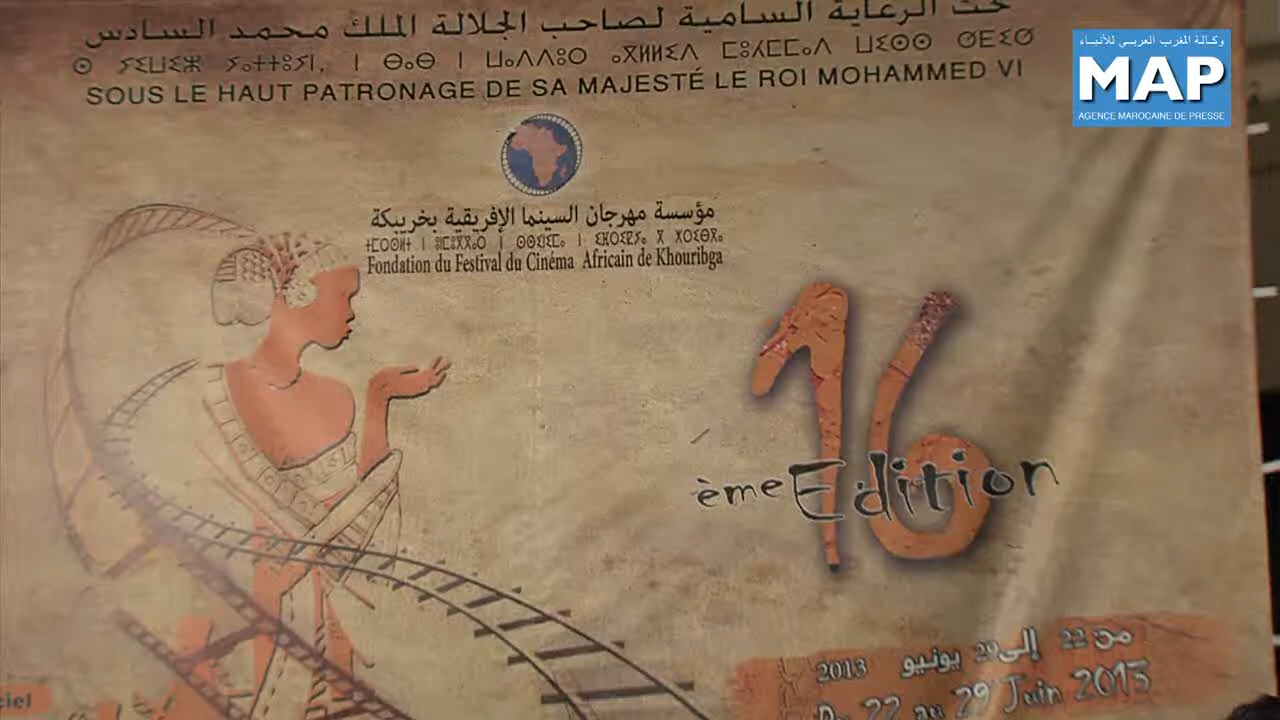 تحت الرعاية السامية لصاحب الجلالة الملك محمد السادس
SOUS LE HAUT PATRONAGE DE SA MAJESTÉ LE ROI MOHAMMED VI
وكالة المغرب العربي للأنباء
MAP
AGENCE MAROCAINE DE PRESSE
مؤسسة مهرجان السينما الإفريقية بخريبكة
Fondation du Festival du Cinéma Africain de Khouribga
16
ème Edition
من 22 إلى 29 يونيو 2013
Du 22 au 29 Juin 2013